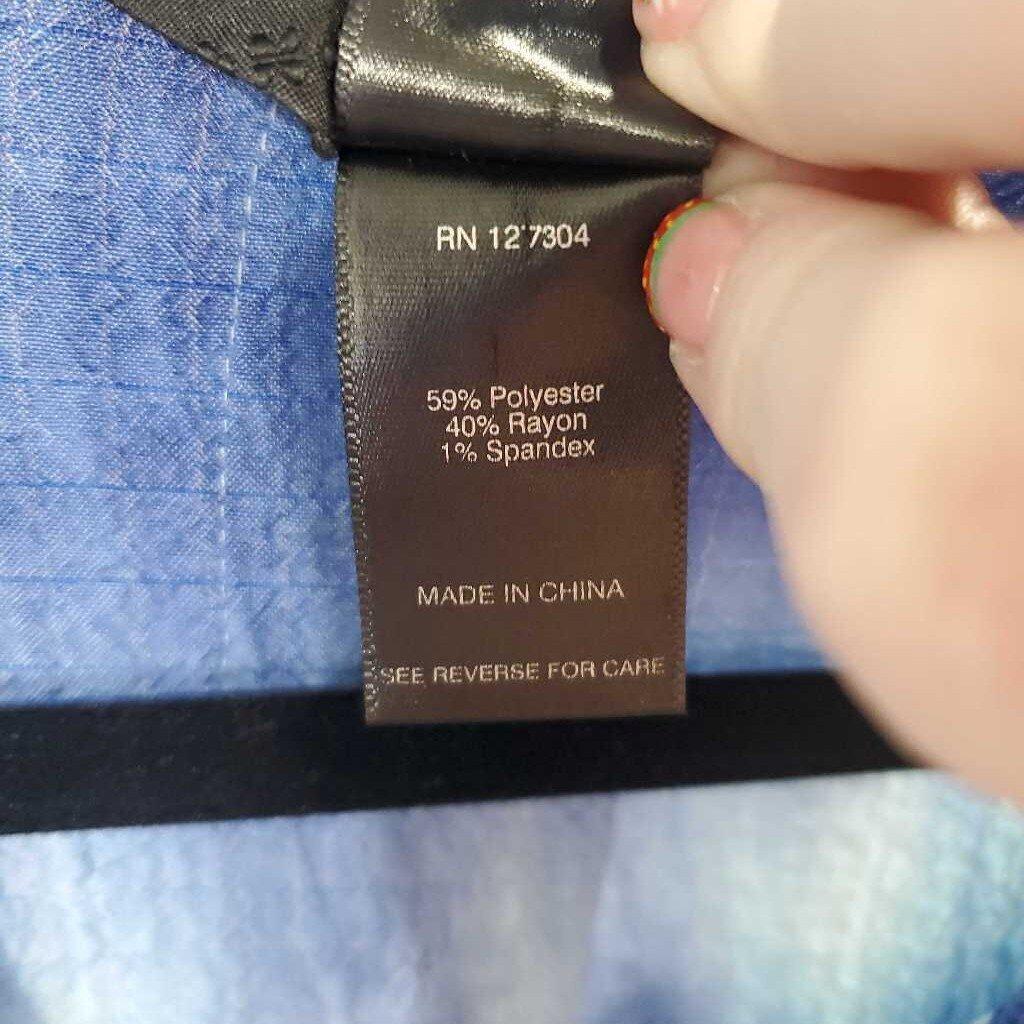 RN 127304
59% Polyester
40% Rayon
1% Spandex
MADE IN CHINA
SEE REVERSE FOR CARE